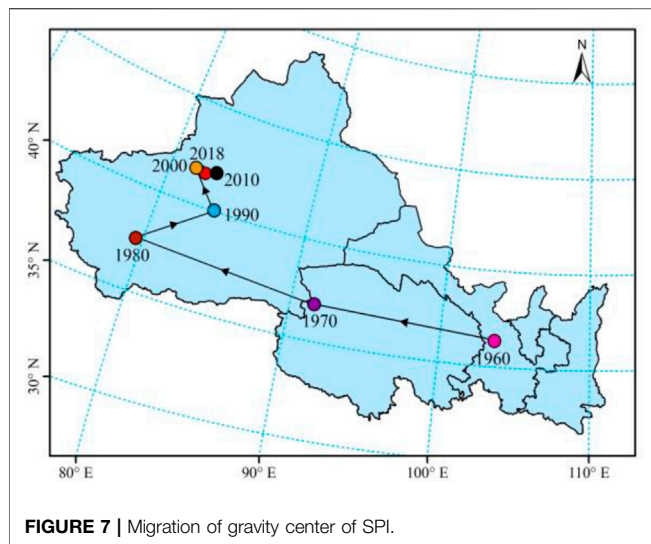 N
40° N
35° N
30° N
2018
2000
2010
1990
1980
1970
1960
80° E
90° E
100° E
110° E
FIGURE 7 | Migration of gravity center of SPI.